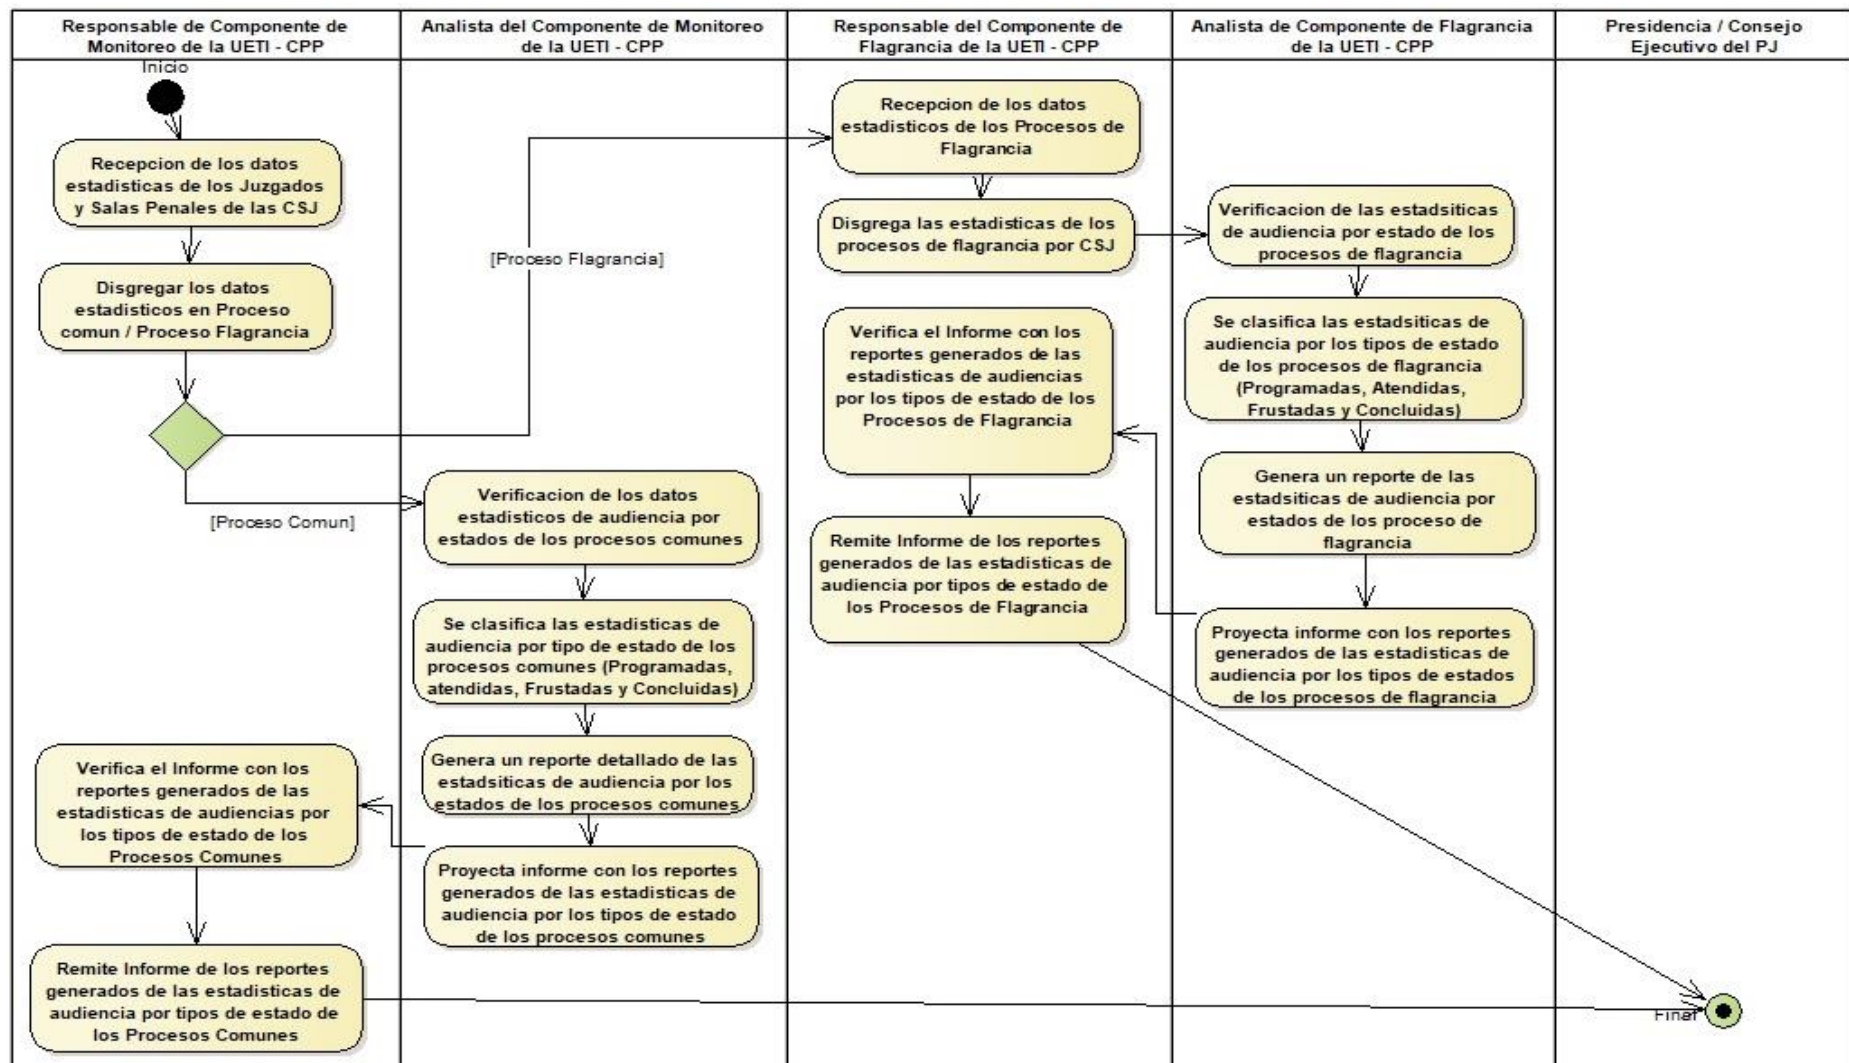 Responsable de Componente de
Monitoreo de la UETI - CPP
Analista del Componente de Monitoreo
de la UETI - CPP
Responsable del Componente de
Flagrancia de la UETI - CPP
Analista de Componente de Flagrancia
de la UETI - CPP
Presidencia / Consejo
Ejecutivo del PJ
Inicio
Recepcion de los datos
estadisticas de los Juzgados
y Salas Penales de las CSJ
Disgregar los datos
estadisticos en Proceso
comun / Proceso Flagrancia
[Proceso Flagrancia]
[Proceso Comun]
Verifica el Informe con los
reportes generados de las
estadisticas de audiencias por
los tipos de estado de los
Procesos Comunes
Remite Informe de los reportes
generados de las estadisticas de
audiencia por tipos de estado de
los Procesos Comunes
Verificacion de los datos
estadisticos de audiencia por
estados de los procesos comunes
Se clasifica las estadisticas de
audiencia por tipo de estado de los
procesos comunes (Programadas,
atendidas, Frustadas y Concluidas)
Genera un reporte detallado de las
estadsiticas de audiencia por los
estados de los procesos comunes
Proyecta informe con los reportes
generados de las estadisticas de
audiencia por los tipos de estado
de los procesos comunes
Recepcion de los datos
estadisticos de los Procesos de
Flagrancia
Disgrega las estadisticas de los
procesos de flagrancia por CSJ
Verifica el Informe con los
reportes generados de las
estadisticas de audiencias
por los tipos de estado de los
Procesos de Flagrancia
Remite Informe de los reportes
generados de las estadisticas de
audiencia por tipos de estado de
los Procesos de Flagrancia
Verificacion de las estadsiticas
de audiencia por estado de los
procesos de flagrancia
Se clasifica las estadsiticas de
audiencia por los tipos de estado
de los procesos de flagrancia
(Programadas, Atendidas,
Frustadas y Concluidas)
Genera un reporte de las
estadsiticas de audiencia por
estados de los proceso de
flagrancia
Proyecta informe con los reportes
generados de las estadisticas de
audiencia por los tipos de estados
de los procesos de flagrancia
Final